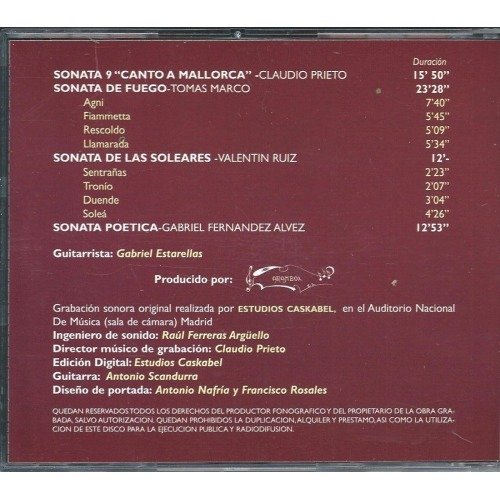 Duración
SONATA 9 "CANTO A MALLORCA" -CLAUDIO PRIETO 15' 50"
SONATA DE FUEGO-TOMAS MARCO 23'28"
Agni 7'40"
Fiammetta 5'45"
Rescoldo 5'09"
Llamarada 5'34"
SONATA DE LAS SOLEARES -VALENTIN RUIZ 12'-
Sentrañas 2'23"
Tronío 2'07"
Duende 3'04"
Soleá 4'26"
SONATA POETICA-GABRIEL FERNANDEZ ALVEZ 12'53"
Guitarrista: Gabriel Estarellas
Producido por:
Grabación sonora original realizada por ESTUDIOS CASKABEL, en el Auditorio Nacional
De Música (sala de cámara) Madrid
Ingeniero de sonido: Raúl Ferreras Argüello
Director músico de grabación: Claudio Prieto
Edición Digital: Estudios Caskabel
Guitarra: Antonio Scandurra
Diseño de portada: Antonio Nafría y Francisco Rosales
QUEDAN RESERVADOS TODOS LOS DERECHOS DEL PRODUCTOR FONOGRAFICO Y DEL PROPIETARIO DE LA OBRA GRA-
BADA, SALVO AUTORIZACION, QUEDAN PROHIBIDOS LA DUPLICACION, ALQUILER Y PRESTAMO, ASI COMO LA UTILIZA-
CION DE ESTE DISCO PARA LA EJECUCION PUBLICA Y RADIODIFUSION.